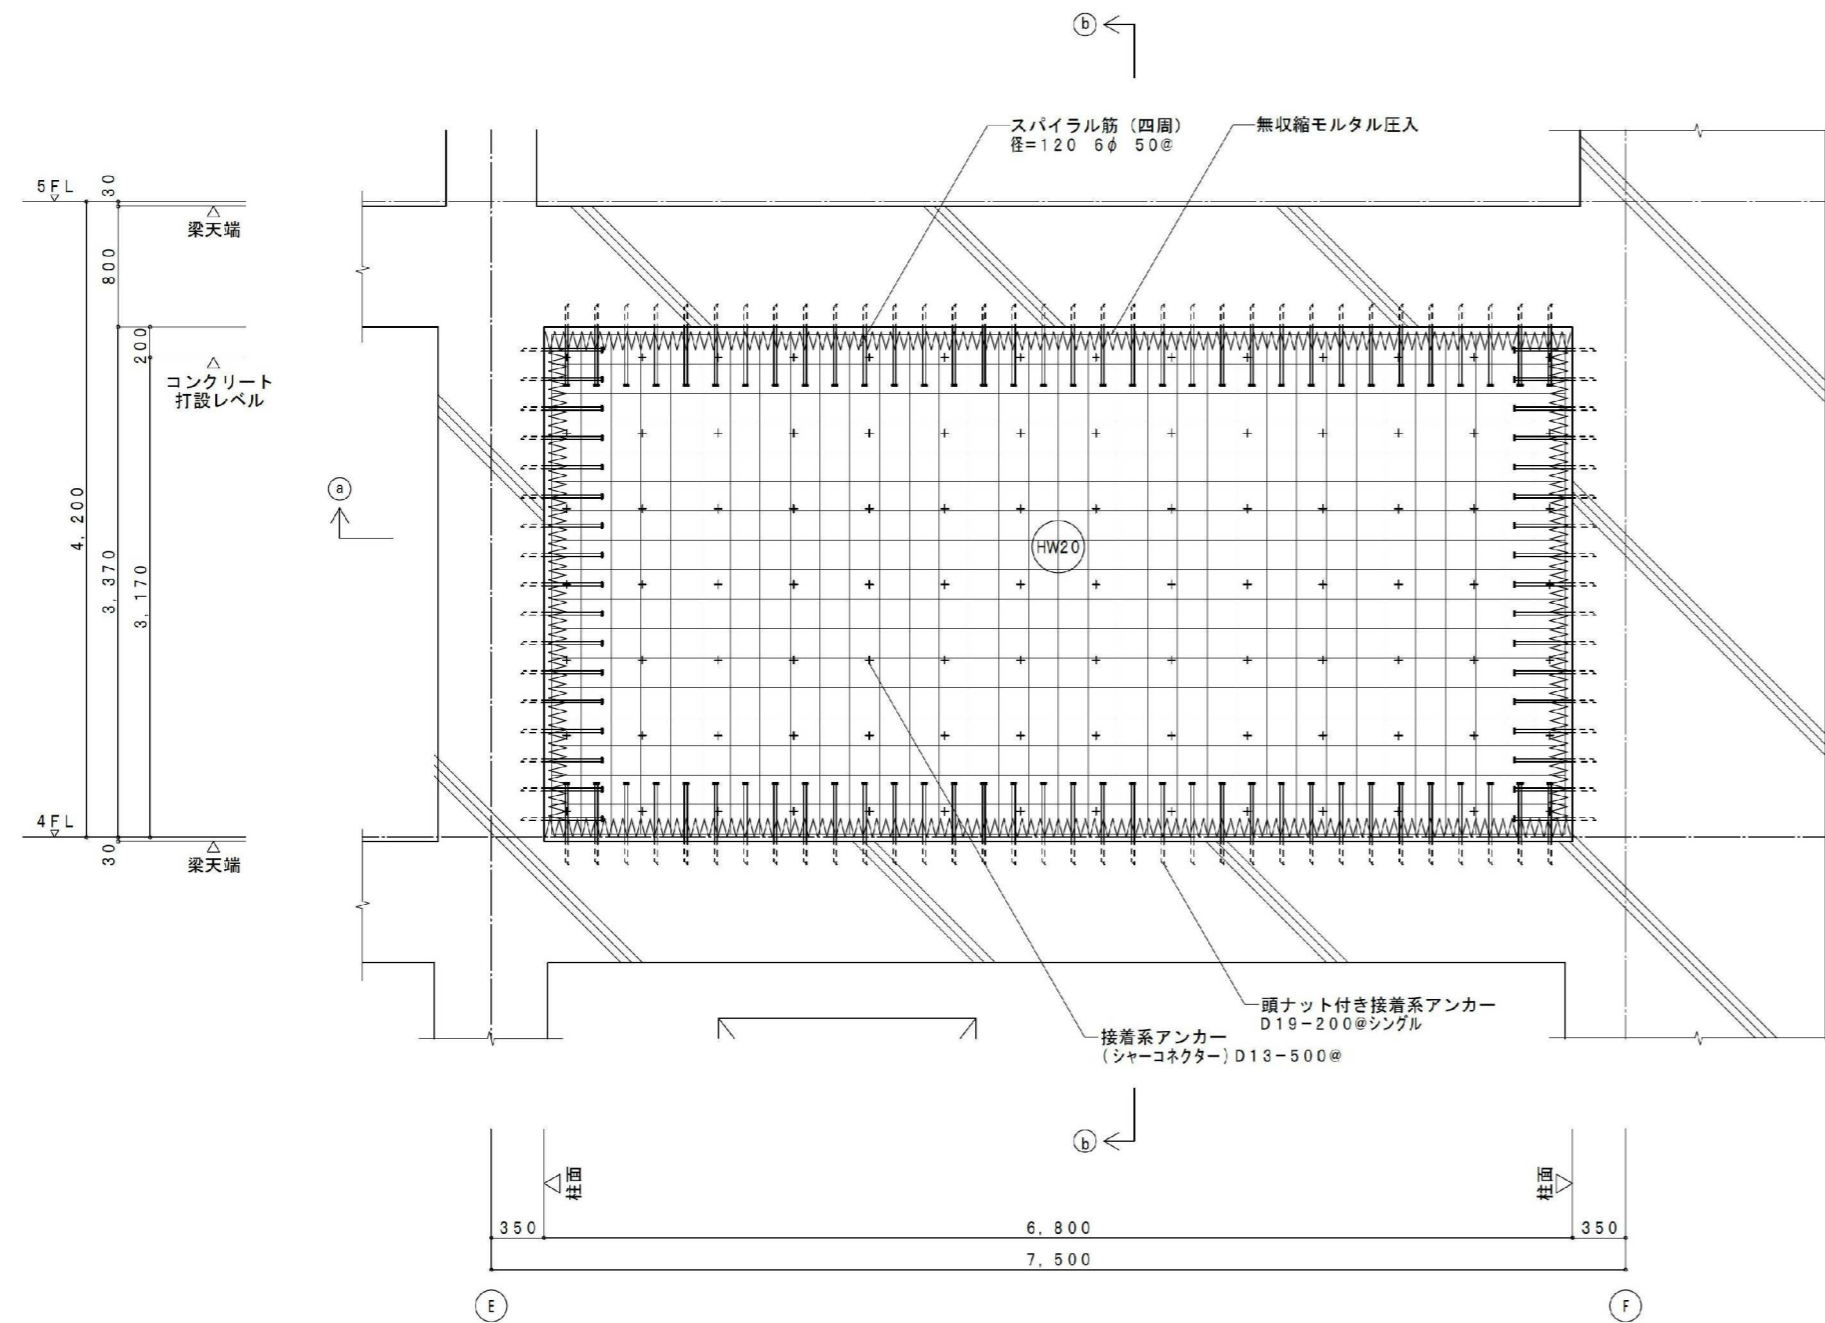 b
スパイラル筋（四周）
径=120 6φ 50@
無収縮モルタル圧入
5FL
30
梁天端
800
200
コンクリート
打設レベル
a
4,200
3,370
3,170
HW20
4FL
30
梁天端
頭ナット付き接着系アンカー
D19-200@シングル
接着系アンカー
(シャーコネクター)D13-500@
b
柱面
柱面
350
6,800
350
7,500
E
F